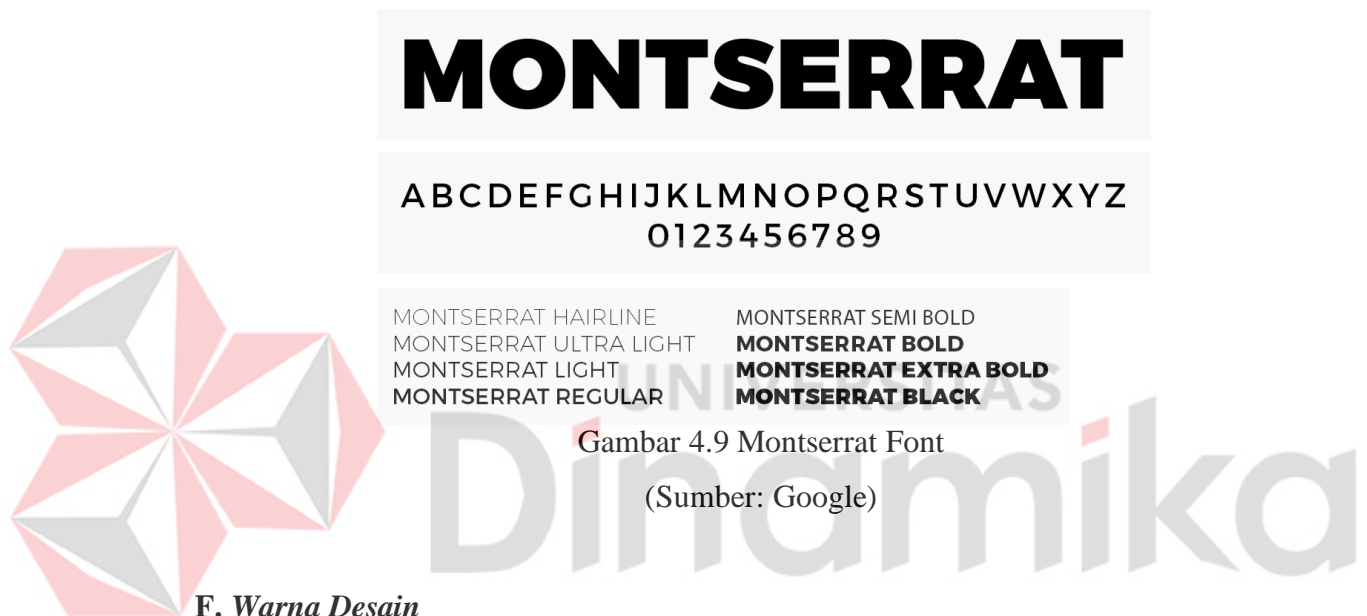 MONTSERRAT
ABCDEFGHIJKLMNOPQRSTUVWXYZ
0123456789
MONTSERRAT HAIRLINE
MONTSERRAT ULTRA LIGHT
MONTSERRAT LIGHT
MONTSERRAT REGULAR
MONTSERRAT SEMI BOLD
MONTSERRAT BOLD
MONTSERRAT EXTRA BOLD
MONTSERRAT BLACK
UNIVERSITAS
Dinamika
Gambar 4.9 Montserrat Font
(Sumber: Google)
F. Warna Desain